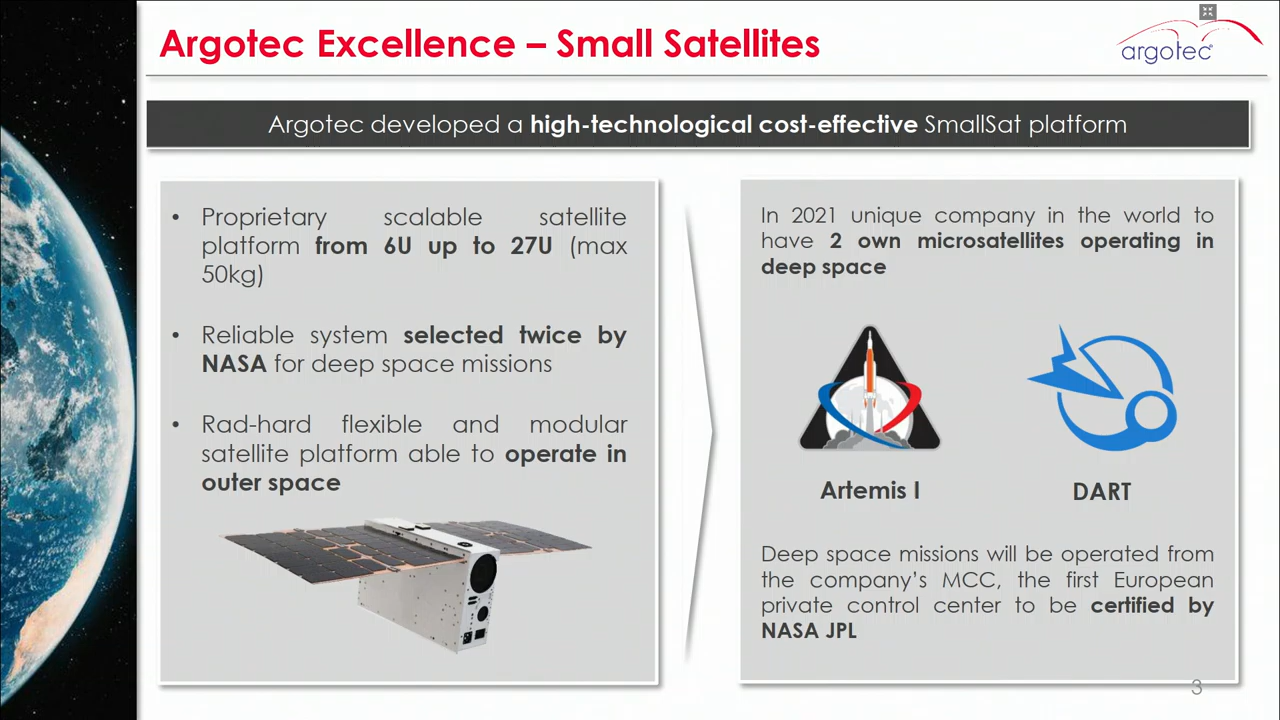 Argotec Excellence – Small Satellites
argotec
Argotec developed a high-technological cost-effective SmallSat platform
• Proprietary scalable satellite
platform from 6U up to 27U (max
50kg)
• Reliable system selected twice by
NASA for deep space missions
• Rad-hard flexible and modular
satellite platform able to operate in
outer space
In 2021 unique company in the world to
have 2 own microsatellites operating in
deep space
Artemis I
DART
Deep space missions will be operated from
the company's MCC, the first European
private control center to be certified by
NASA JPL
3